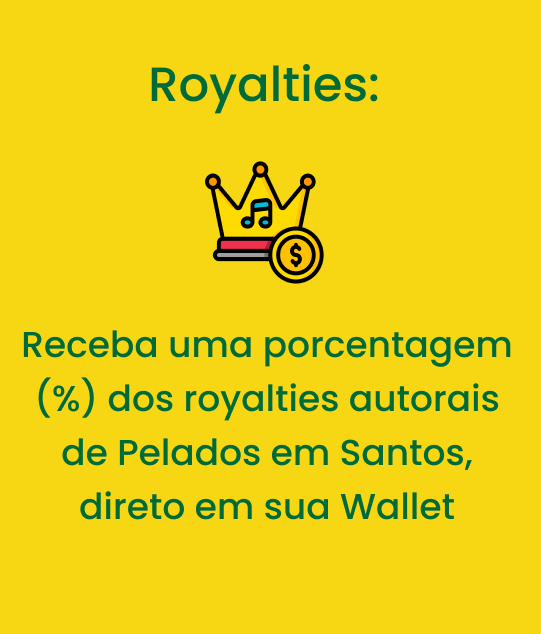 Royalties:
$
Receba uma porcentagem
(%) dos royalties autorais
de Pelados em Santos,
direto em sua Wallet